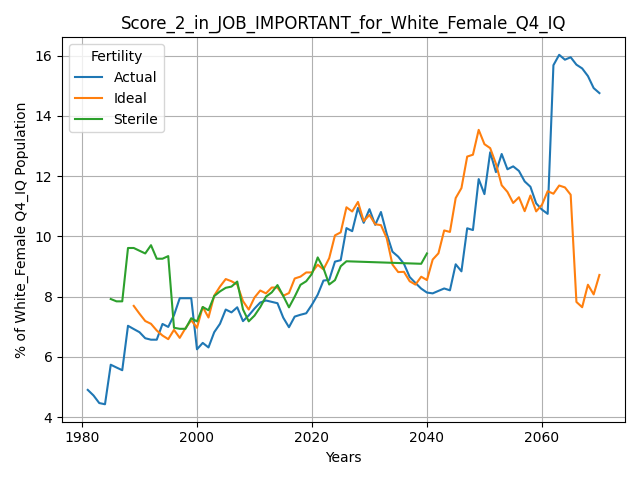 Score_2_in_JOB_IMPORTANT_for_White_Female_Q4_IQ
Fertility
Actual
Ideal
Sterile
% of White_Female Q4_IQ Population
16
14
12
10
8
6
4
1980
2000
2020
2040
2060
Years